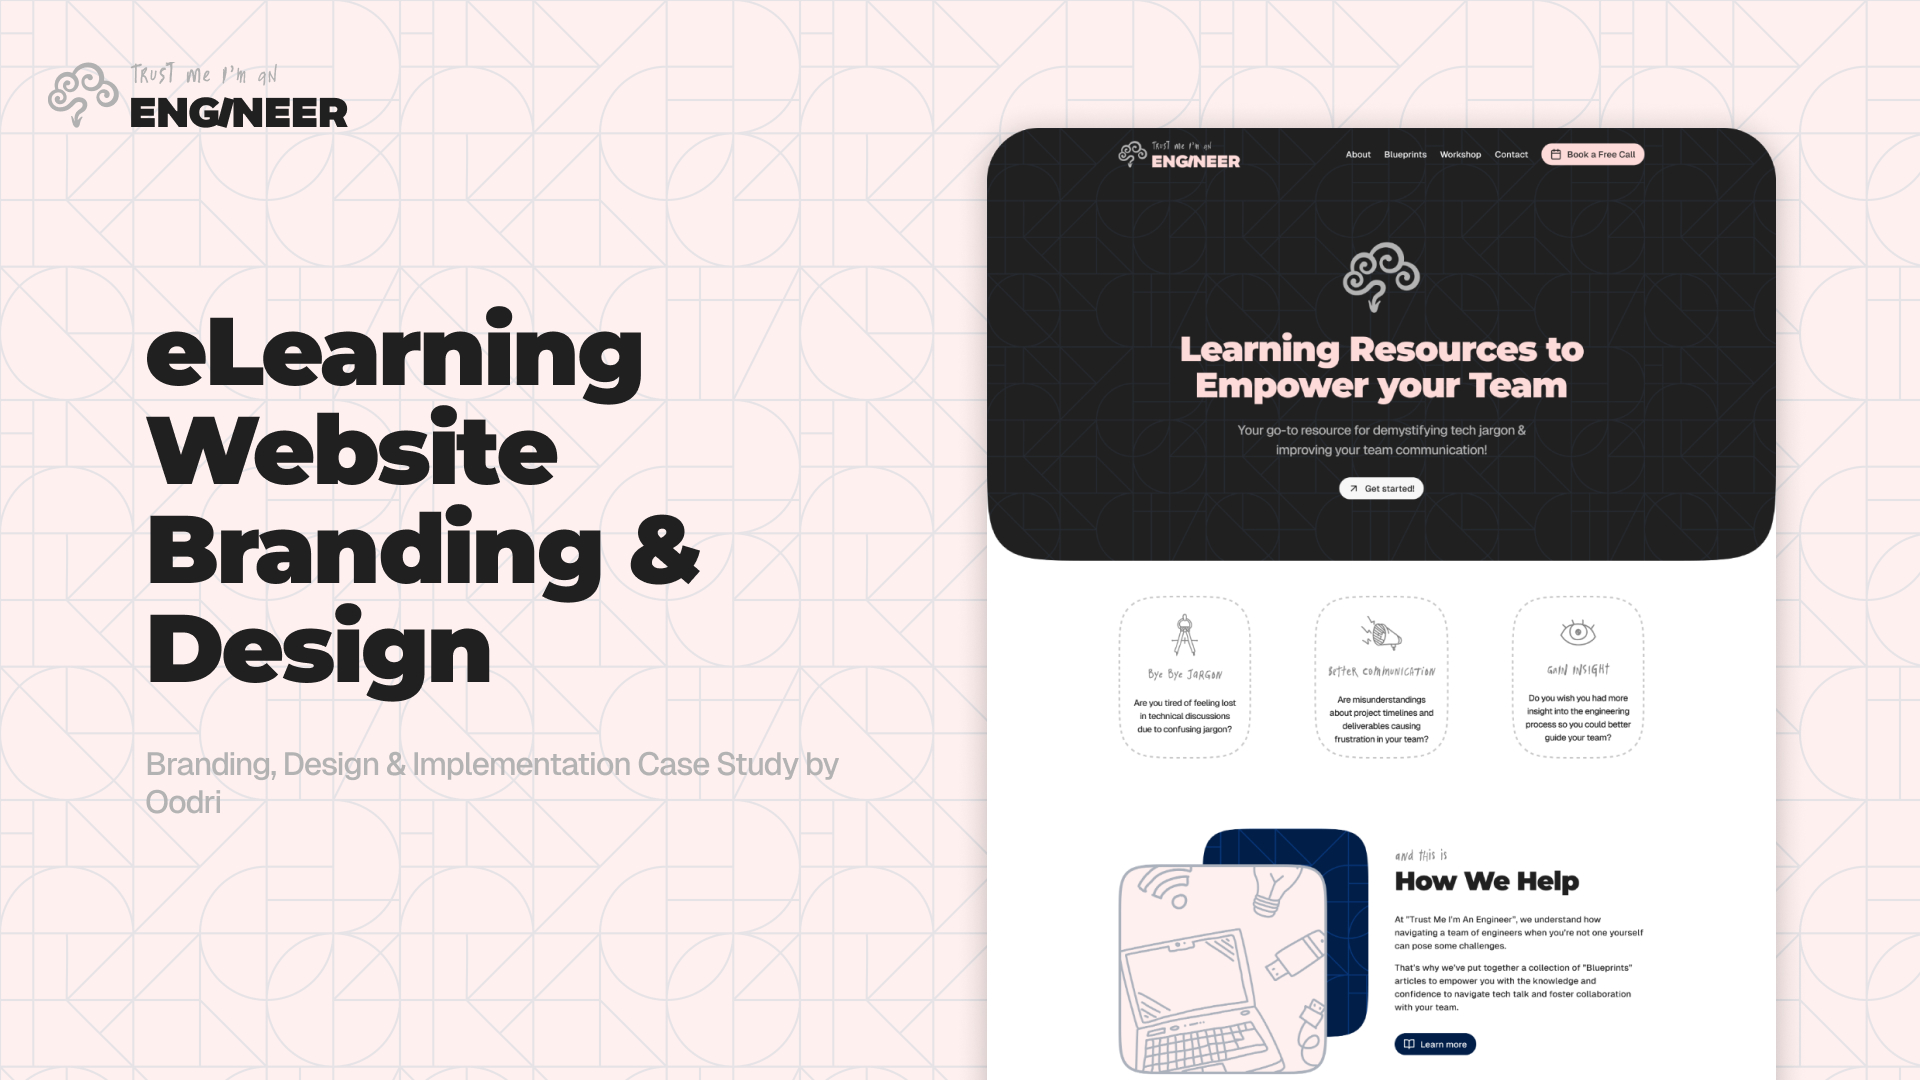 TRUST me I'm aN
ENGINEER
eLearning
Website
Branding &
Design
Branding, Design & Implementation Case Study by
Oodri
TRUST me I'm aN
ENGINEER
About
Blueprints
Workshop
Contact
Book a Free Call
Learning Resources to
Empower your Team
Your go-to resource for demystifying tech jargon &
improving your team communication!
Get started!
Bye Bye JARGON
Are you tired of feeling lost
in technical discussions
due to confusing jargon?
BeTTeR COMMUNICATION
Are misunderstandings
about project timelines and
deliverables causing
frustration in your team?
GAIN INSIGHT
Do you wish you had more
insight into the engineering
process so you could better
guide your team?
and this is
How We Help
At "Trust Me I'm An Engineer", we understand how
navigating a team of engineers when you're not one yourself
can pose some challenges.
That's why we've put together a collection of "Blueprints"
articles to empower you with the knowledge and
confidence to navigate tech talk and foster collaboration
with your team.
Learn more